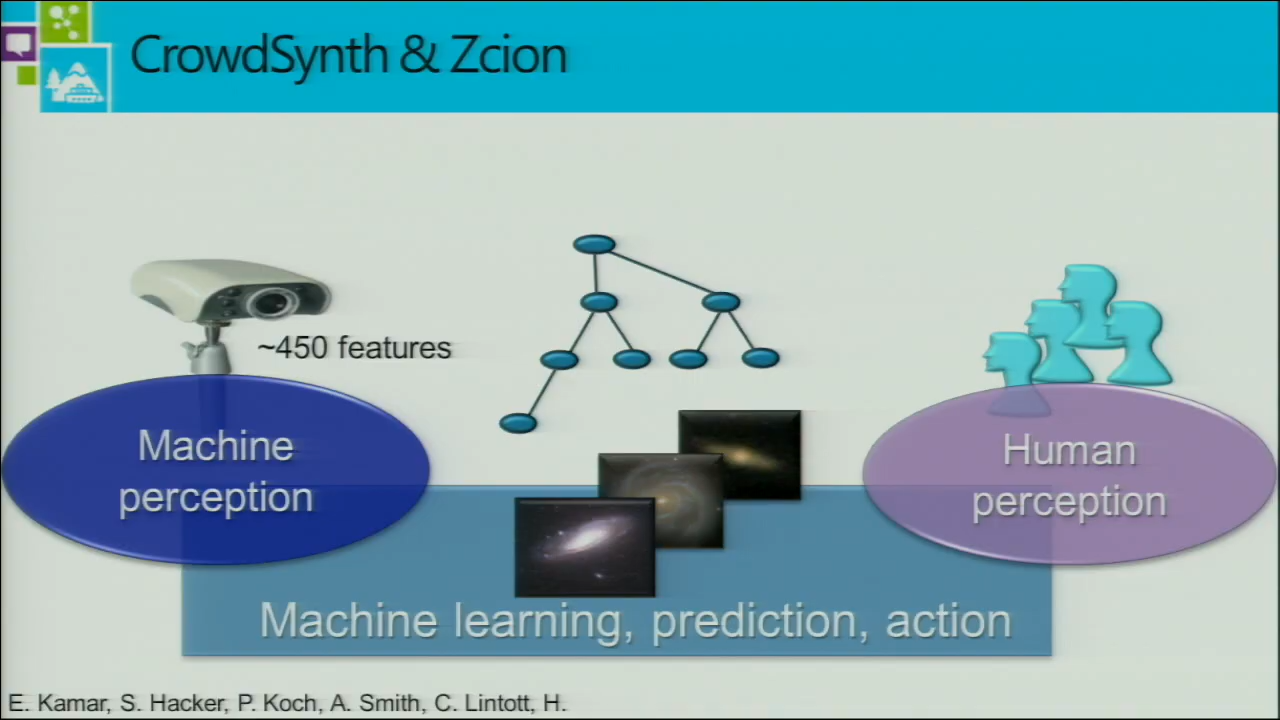 CrowdSynth & Zcion
~450 features
Machine
perception
Human
perception
Machine learning, prediction, action
E. Kamar, S. Hacker, P. Koch, A. Smith, C. Lintott, H.